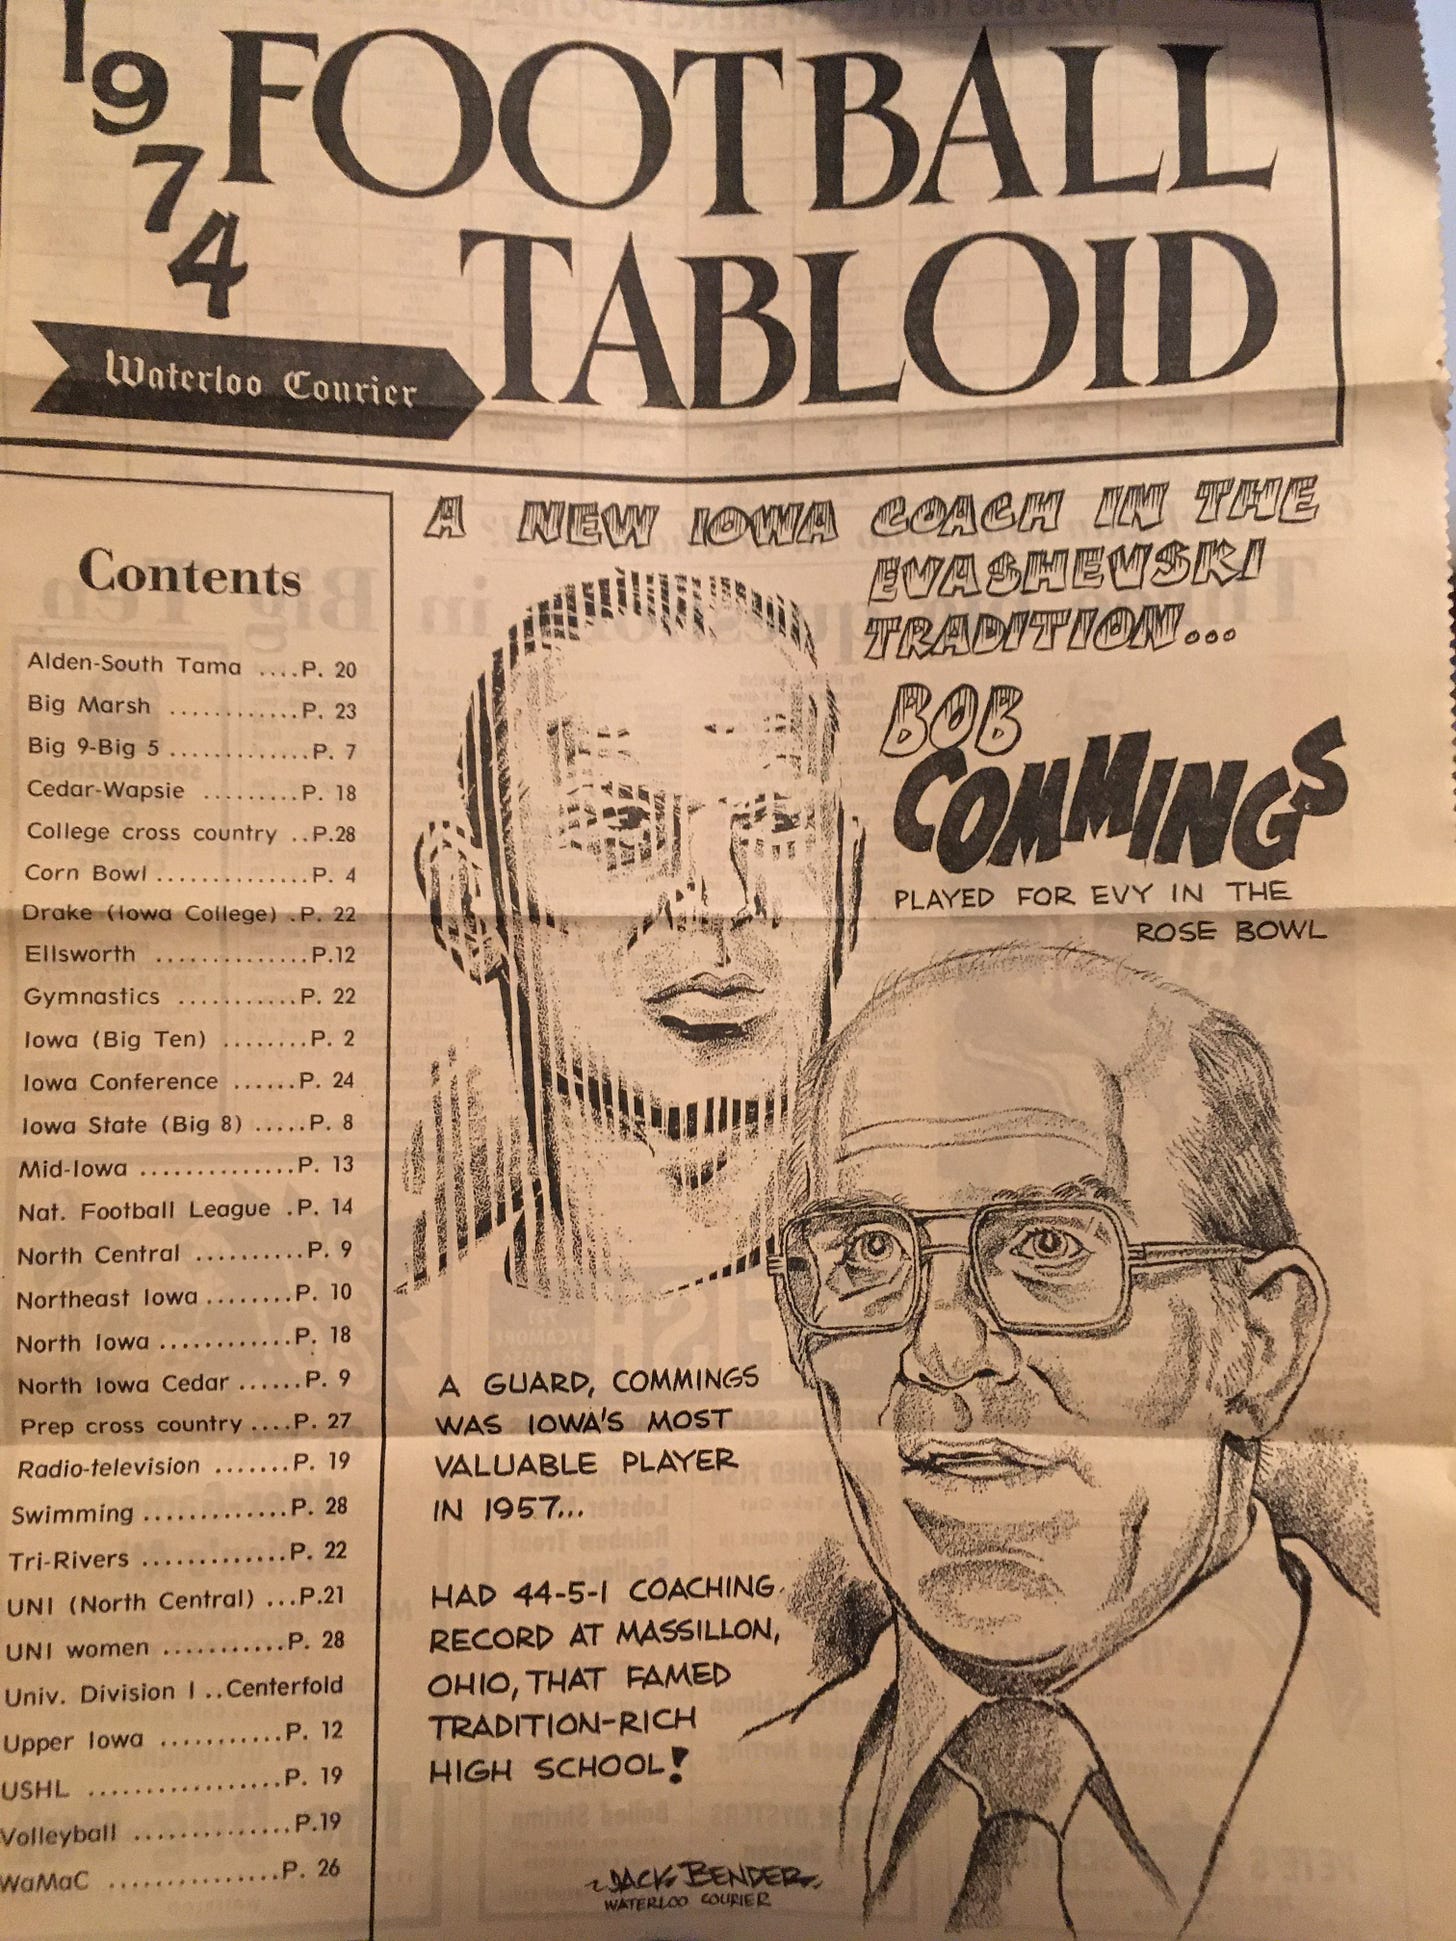 1974 FOOTBALL
TABLOID
Waterloo Courier
Contents
Alden-South Tama ....P. 20
Big Marsh ............P. 23
Big 9-Big 5 .............P. 7
Cedar-Wapsie .........P. 18
College cross country ..P.28
Corn Bowl ..............P. 4
Drake (Iowa College) .P. 22
Ellsworth .............P.12
Gymnastics ...........P. 22
Iowa (Big Ten) ........P. 2
Iowa Conference ......P. 24
Iowa State (Big 8) .....P. 8
Mid-Iowa ..............P. 13
Nat. Football League .P. 14
North Central ..........P. 9
Northeast Iowa ........P. 10
North Iowa ............P. 18
North Iowa Cedar ......P. 9
Prep cross country ....P. 27
Radio-television .......P. 19
Swimming .............P. 28
Tri-Rivers .............P. 22
UNI (North Central) ...P.21
UNI women ...........P. 28
Univ. Division I ..Centerfold
Upper Iowa ...........P. 12
USHL .................P. 19
Volleyball ..............P.19
WaMaC ...............P. 26
A NEW IOWA COACH IN THE
EVASHEVSKI
TRADITION...
BOB
COMMINGS
PLAYED FOR EVY IN THE
ROSE BOWL
A GUARD, COMMINGS
WAS IOWA'S MOST
VALUABLE PLAYER
IN 1957...
HAD 44-5-1 COACHING
RECORD AT MASSILLON,
OHIO, THAT FAMED
TRADITION-RICH
HIGH SCHOOL!
JACK BENDER
WATERLOO COURIER